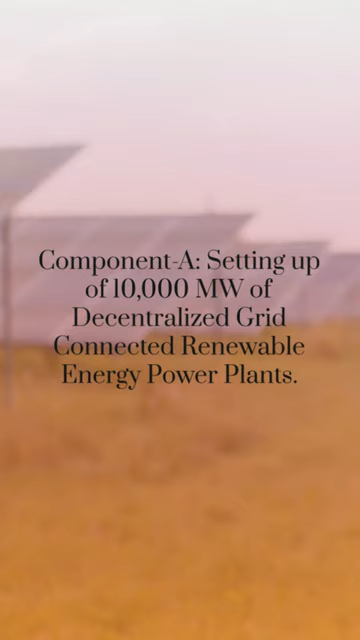 Component-A: Setting up
of 10,000 MW of
Decentralized Grid
Connected Renewable
Energy Power Plants.